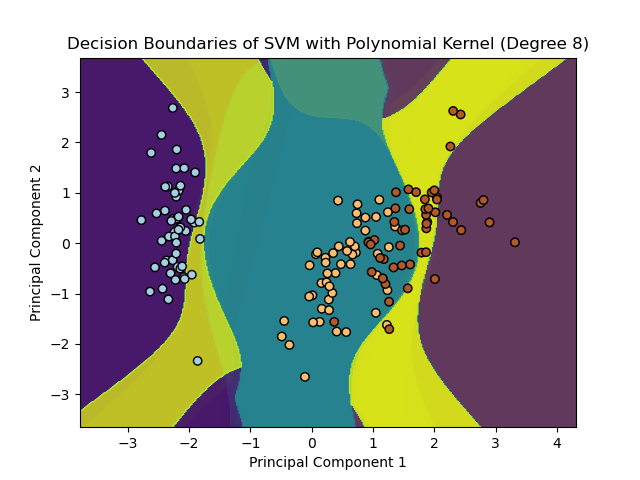 Decision Boundaries of SVM with Polynomial Kernel (Degree 8)
3
2
1
0
−1
−2
−3
Principal Component 2
−3 −2 −1 0 1 2 3 4
Principal Component 1